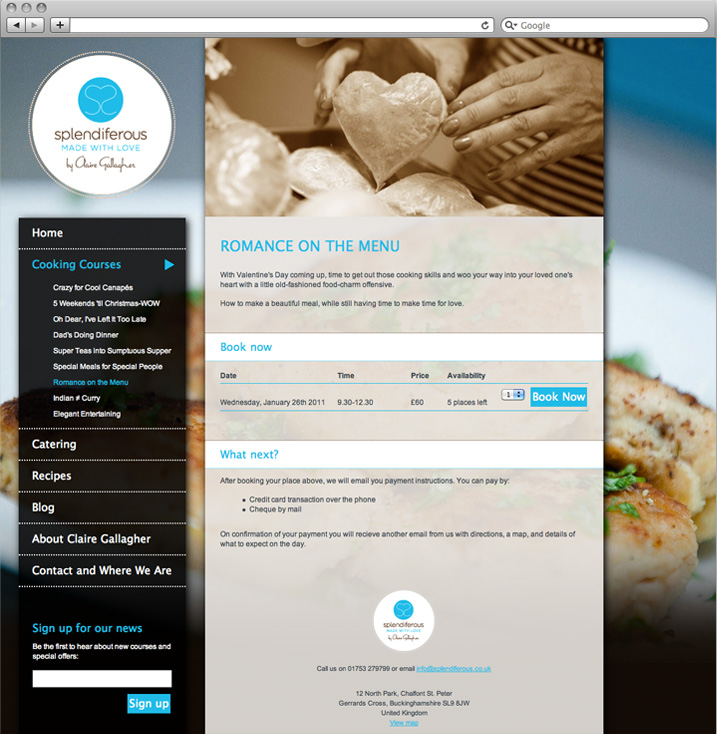 Google
splendiferous
MADE WITH LOVE
by Claire Gallagher
Home
Cooking Courses
Crazy for Cool Canapés
5 Weekends 'til Christmas-WOW
Oh Dear, I've Left It Too Late
Dad's Doing Dinner
Super Teas into Sumptuous Supper
Special Meals for Special People
Romance on the Menu
Indian ≠ Curry
Elegant Entertaining
Catering
Recipes
Blog
About Claire Gallagher
Contact and Where We Are
Sign up for our news
Be the first to hear about new courses and
special offers:
Sign up
ROMANCE ON THE MENU
With Valentine's Day coming up, time to get out those cooking skills and woo your way into your loved one's
heart with a little old-fashioned food-charm offensive.
How to make a beautiful meal, while still having time to make time for love.
Book now
Date Time Price Availability
Wednesday, January 26th 2011 9.30-12.30 £60 5 places left 1 Book Now
What next?
After booking your place above, we will email you payment instructions. You can pay by:
Credit card transaction over the phone
Cheque by mail
On confirmation of your payment you will recieve another email from us with directions, a map, and details of
what to expect on the day.
splendiferous
MADE WITH LOVE
by Claire Gallagher
Call us on 01753 279799 or email info@splendiferous.co.uk
12 North Park, Chalfont St. Peter
Gerrards Cross, Buckinghamshire SL9 8JW
United Kingdom
View map